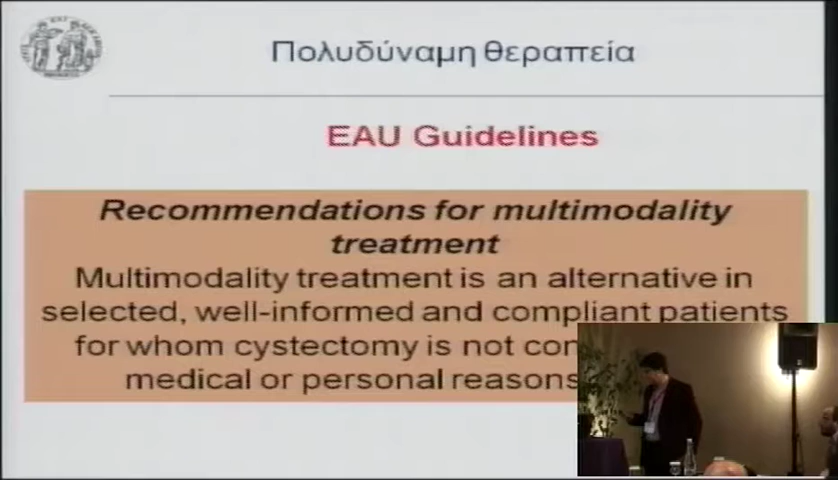 Πολυδύναμη θεραπεία
EAU Guidelines
Recommendations for multimodality
treatment
Multimodality treatment is an alternative in
selected, well-informed and compliant patients
for whom cystectomy is not
medical or personal reasons